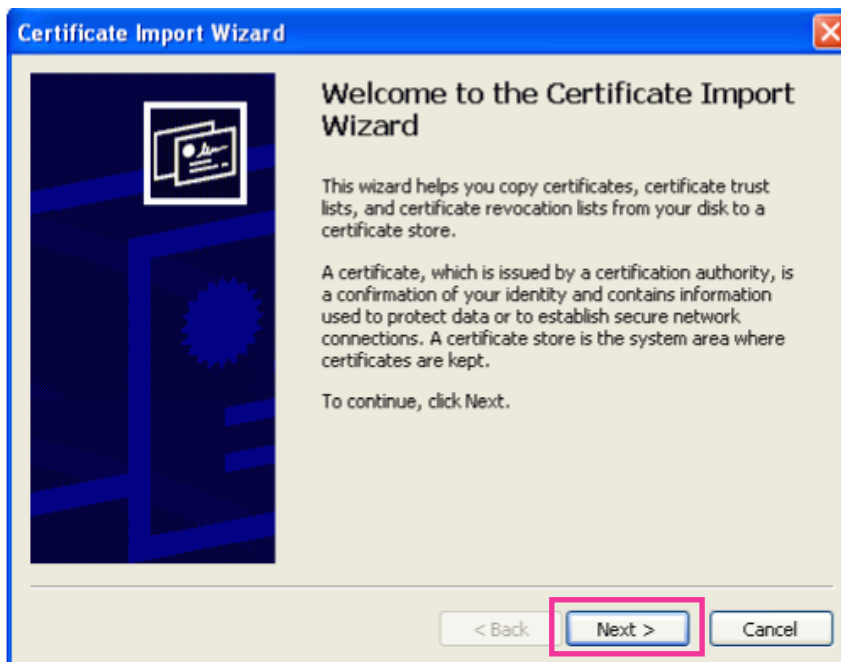 Certificate Import Wizard
Welcome to the Certificate Import
Wizard
This wizard helps you copy certificates, certificate trust
lists, and certificate revocation lists from your disk to a
certificate store.
A certificate, which is issued by a certification authority, is
a confirmation of your identity and contains information
used to protect data or to establish secure network
connections. A certificate store is the system area where
certificates are kept.
To continue, click Next.
< Back
Next >
Cancel